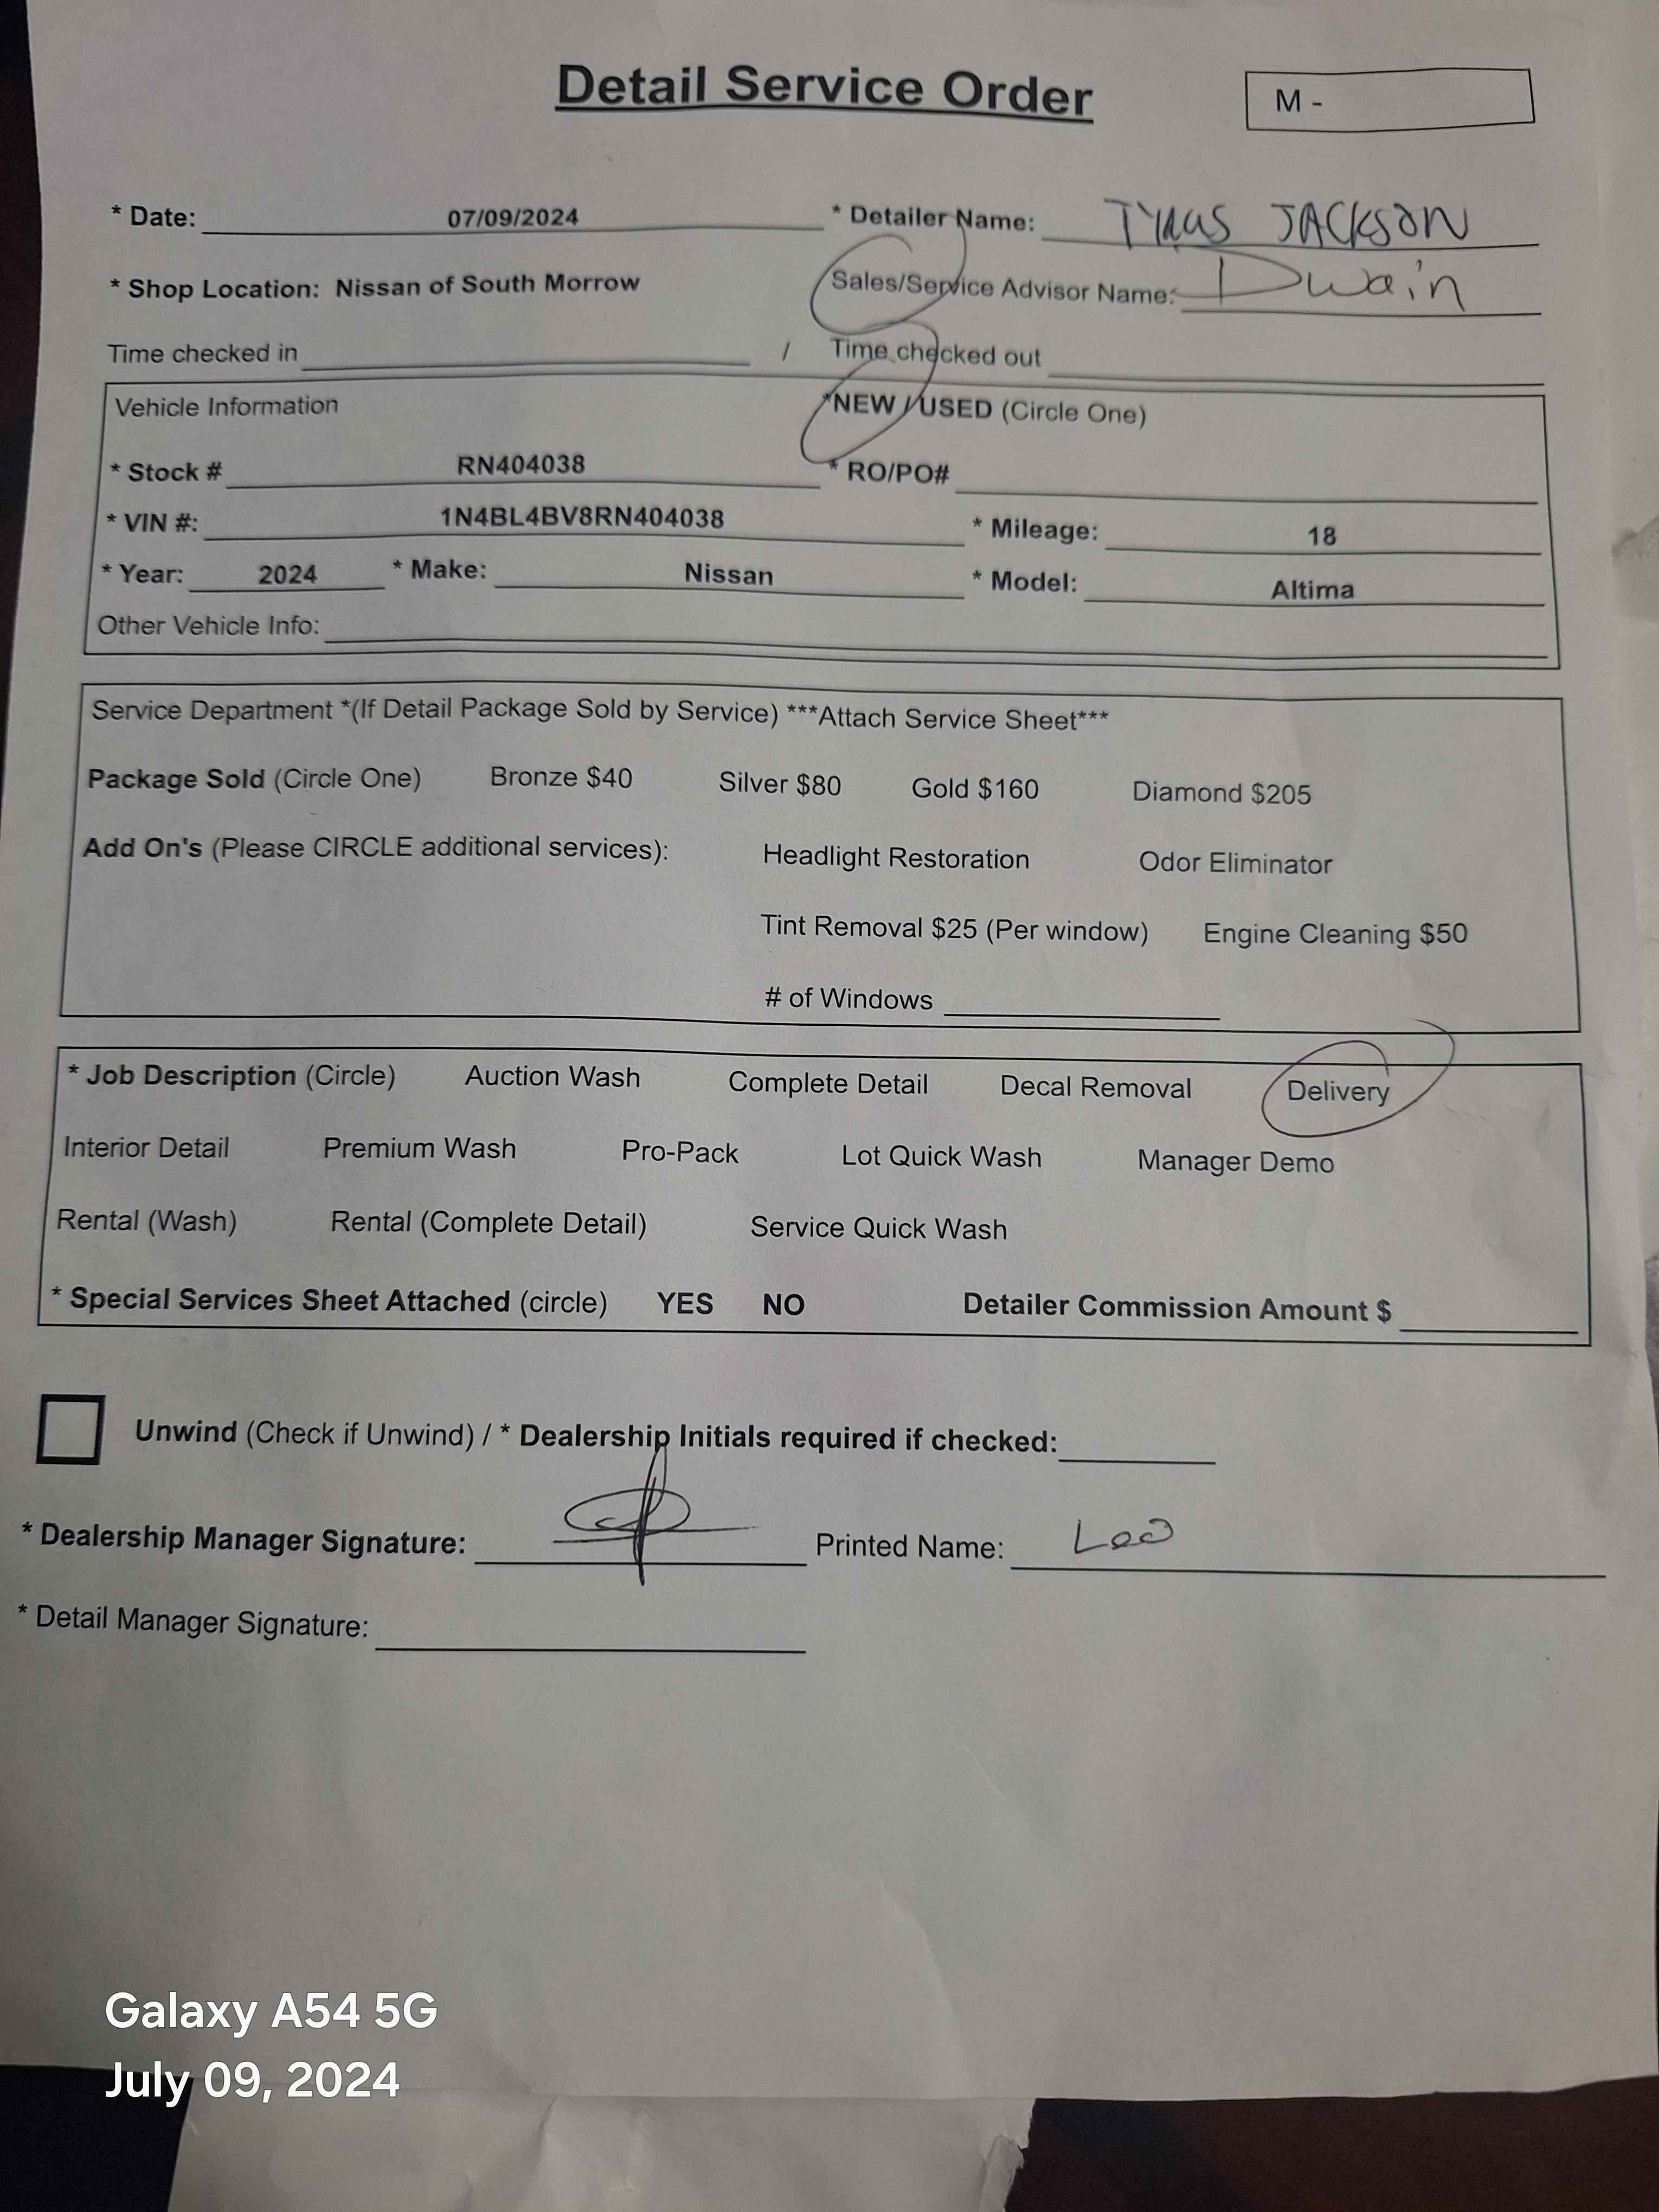 Detail Service Order
M -
* Date: 07/09/2024 * Detailer Name: JACKSON
* Shop Location: Nissan of South Morrow Sales/Service Advisor Name: Dwain
Time checked in / Time checked out
Vehicle Information *NEW / USED (Circle One)
* Stock # RN404038 * RO/PO#
* VIN #: 1N4BL4BV8RN404038 * Mileage: 18
* Year: 2024 * Make: Nissan * Model: Altima
Other Vehicle Info:
Service Department *(If Detail Package Sold by Service) ***Attach Service Sheet***
Package Sold (Circle One) Bronze $40 Silver $80 Gold $160 Diamond $205
Add On's (Please CIRCLE additional services): Headlight Restoration Odor Eliminator
Tint Removal $25 (Per window) Engine Cleaning $50
# of Windows
* Job Description (Circle) Auction Wash Complete Detail Decal Removal Delivery
Interior Detail Premium Wash Pro-Pack Lot Quick Wash Manager Demo
Rental (Wash) Rental (Complete Detail) Service Quick Wash
* Special Services Sheet Attached (circle) YES NO Detailer Commission Amount $
Unwind (Check if Unwind) / * Dealership Initials required if checked:
* Dealership Manager Signature: Printed Name: Leo
* Detail Manager Signature:
Galaxy A54 5G
July 09, 2024